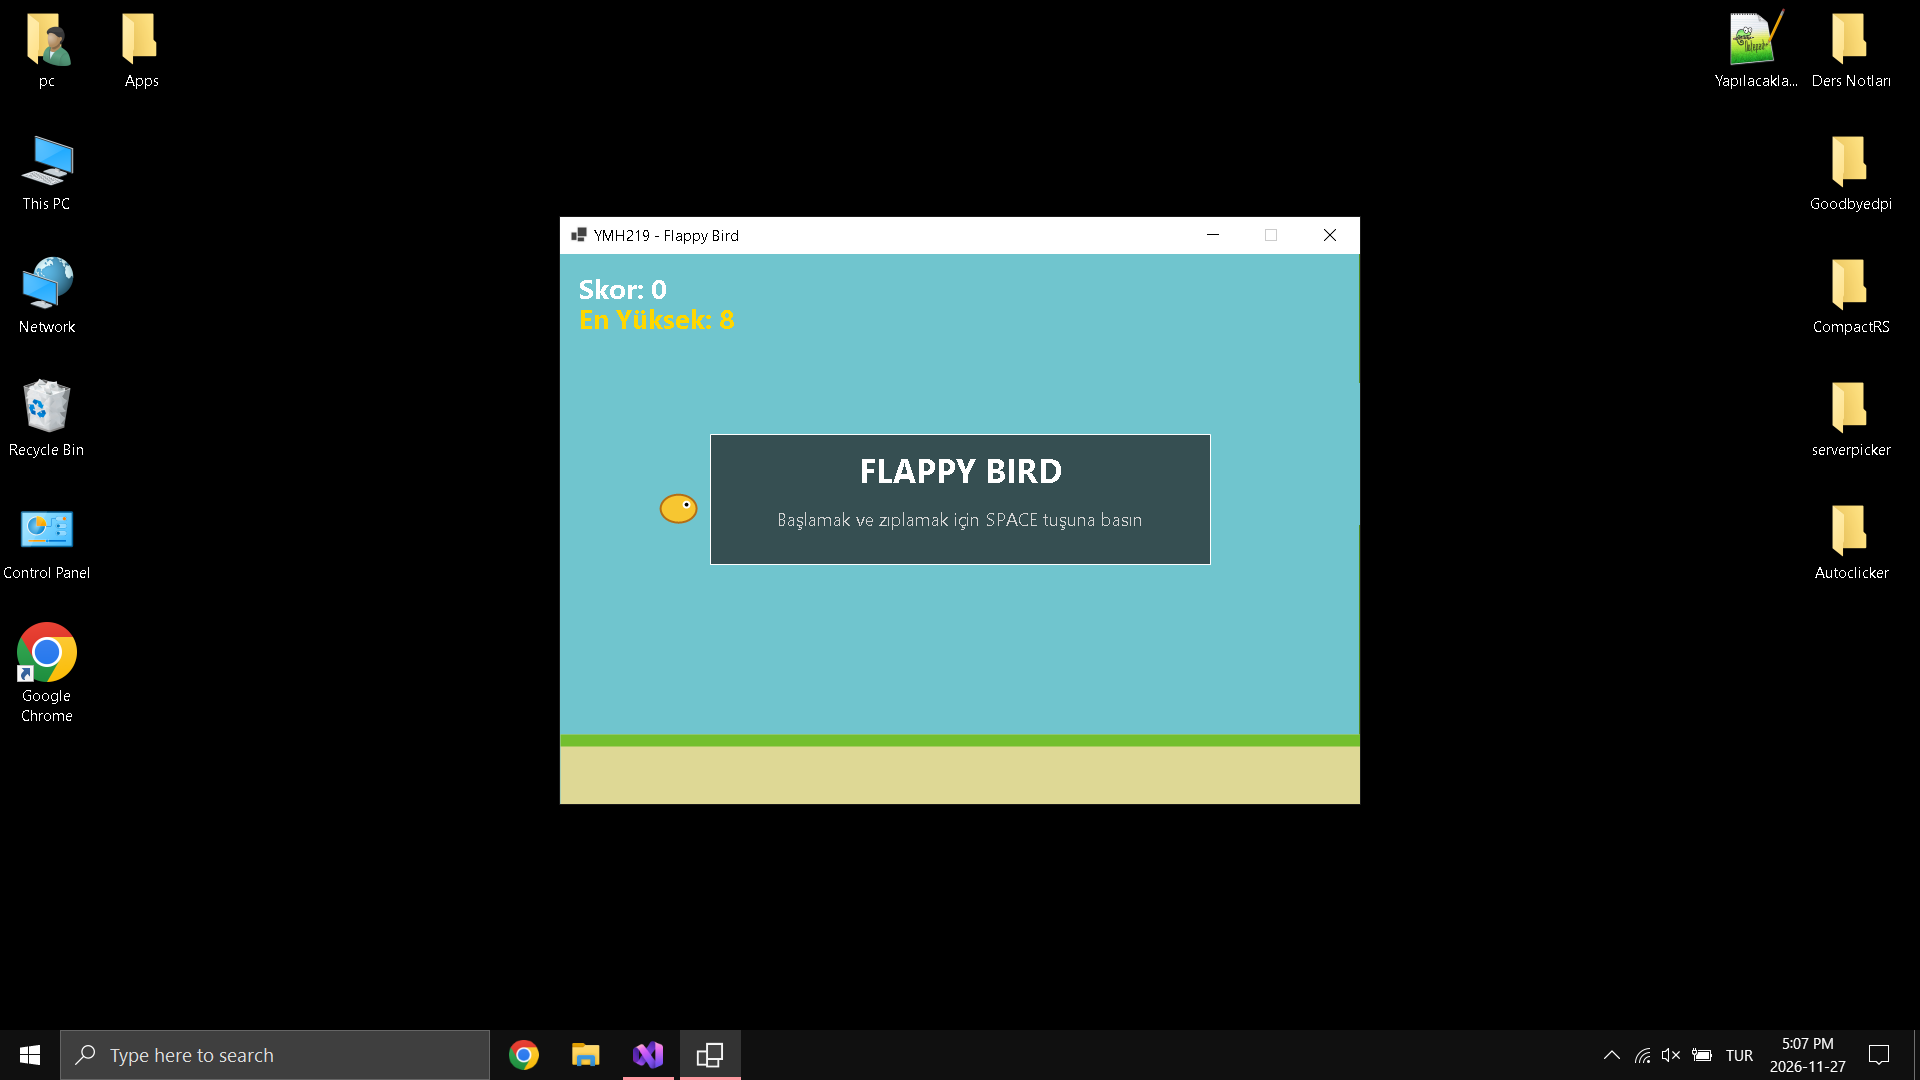 pc
Apps
Yapılacakla...
Ders Notları
This PC
Goodbyedpi
Network
CompactRS
Recycle Bin
serverpicker
Control Panel
Autoclicker
Google
Chrome
YMH219 - Flappy Bird
Skor: 0
En Yüksek: 8
FLAPPY BIRD
Başlamak ve zıplamak için SPACE tuşuna basın
Type here to search
TUR
5:07 PM
2026-11-27